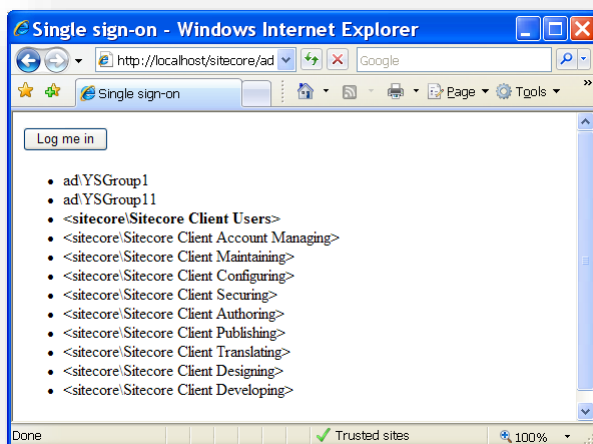 Single sign-on - Windows Internet Explorer
http://localhost/sitecore/ad
Google
Single sign-on
Page
Tools
»
Log me in
• ad\YSGroup1
• ad\YSGroup11
• <sitecore\Sitecore Client Users>
• <sitecore\Sitecore Client Account Managing>
• <sitecore\Sitecore Client Maintaining>
• <sitecore\Sitecore Client Configuring>
• <sitecore\Sitecore Client Securing>
• <sitecore\Sitecore Client Authoring>
• <sitecore\Sitecore Client Publishing>
• <sitecore\Sitecore Client Translating>
• <sitecore\Sitecore Client Designing>
• <sitecore\Sitecore Client Developing>
Done Trusted sites 100%